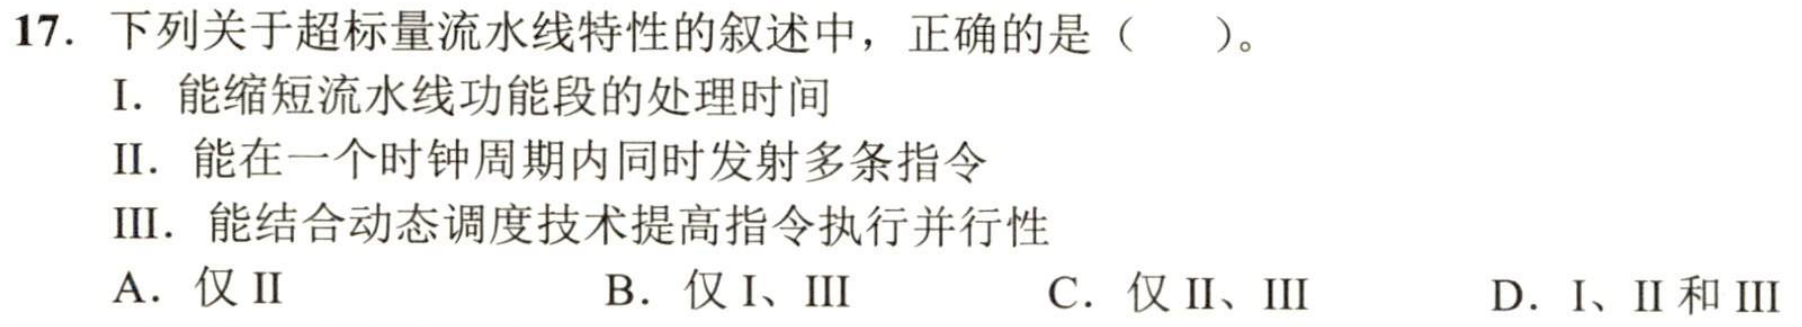 17. 下列关于超标量流水线特性的叙述中，正确的是（ ）。
I. 能缩短流水线功能段的处理时间
II. 能在一个时钟周期内同时发射多条指令
III. 能结合动态调度技术提高指令执行并行性
A. 仅 II B. 仅 I、III C. 仅 II、III D. I、II 和 III